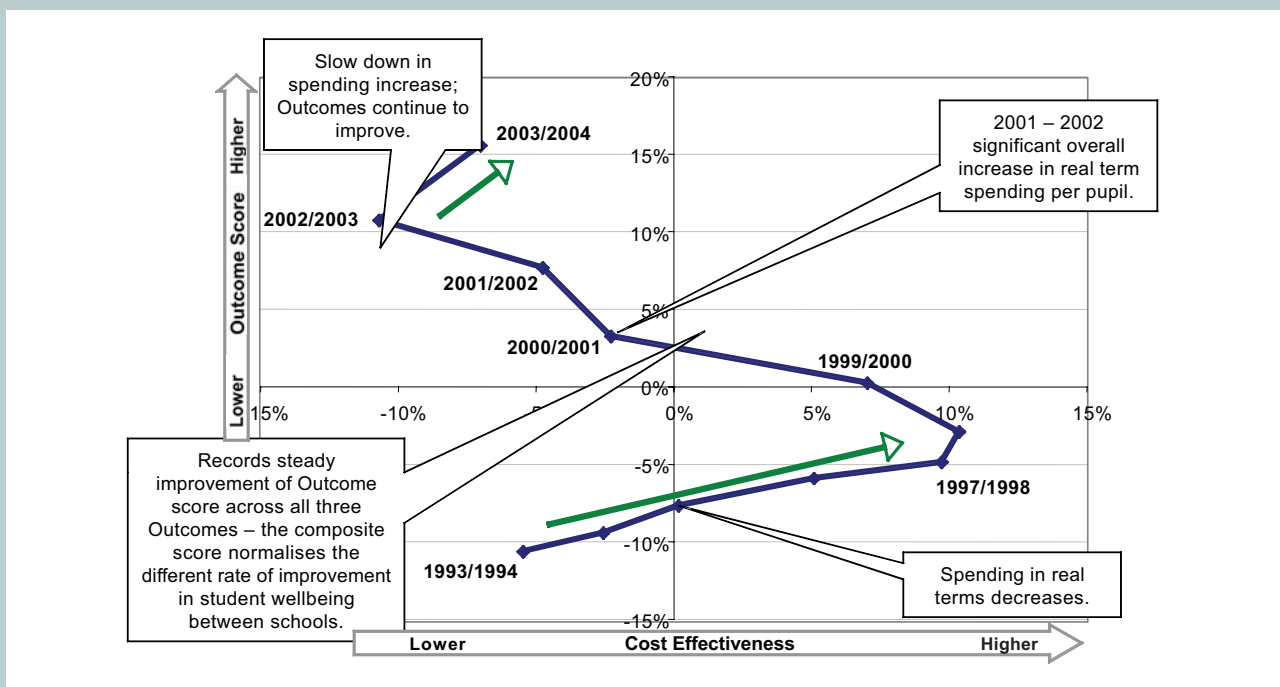 Slow down in
spending increase;
Outcomes continue to
improve.
2003/2004
2002/2003
2001/2002
2000/2001
1999/2000
1997/1998
1993/1994
2001 – 2002
significant overall
increase in real term
spending per pupil.
Records steady
improvement of Outcome
score across all three
Outcomes – the composite
score normalises the
different rate of improvement
in student wellbeing
between schools.
Spending in real
terms decreases.
20%
15%
10%
5%
0%
-5%
-10%
-15%
15%
-10%
0%
5%
10%
15%
Lower Outcome Score Higher
Lower Cost Effectiveness Higher